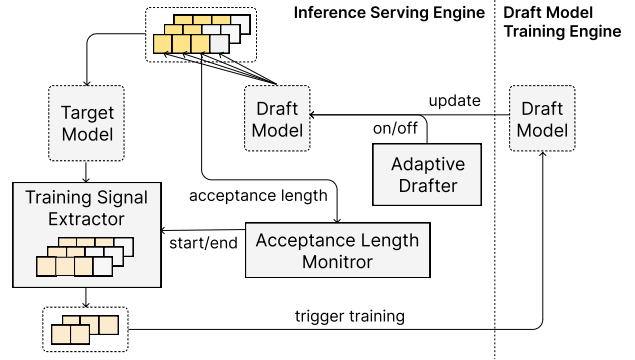 Inference Serving Engine
Draft Model
Training Engine
Target
Model
Draft
Model
update
on/off
Draft
Model
Adaptive
Drafter
Training Signal
Extractor
acceptance length
start/end
Acceptance Length
Monitror
trigger training